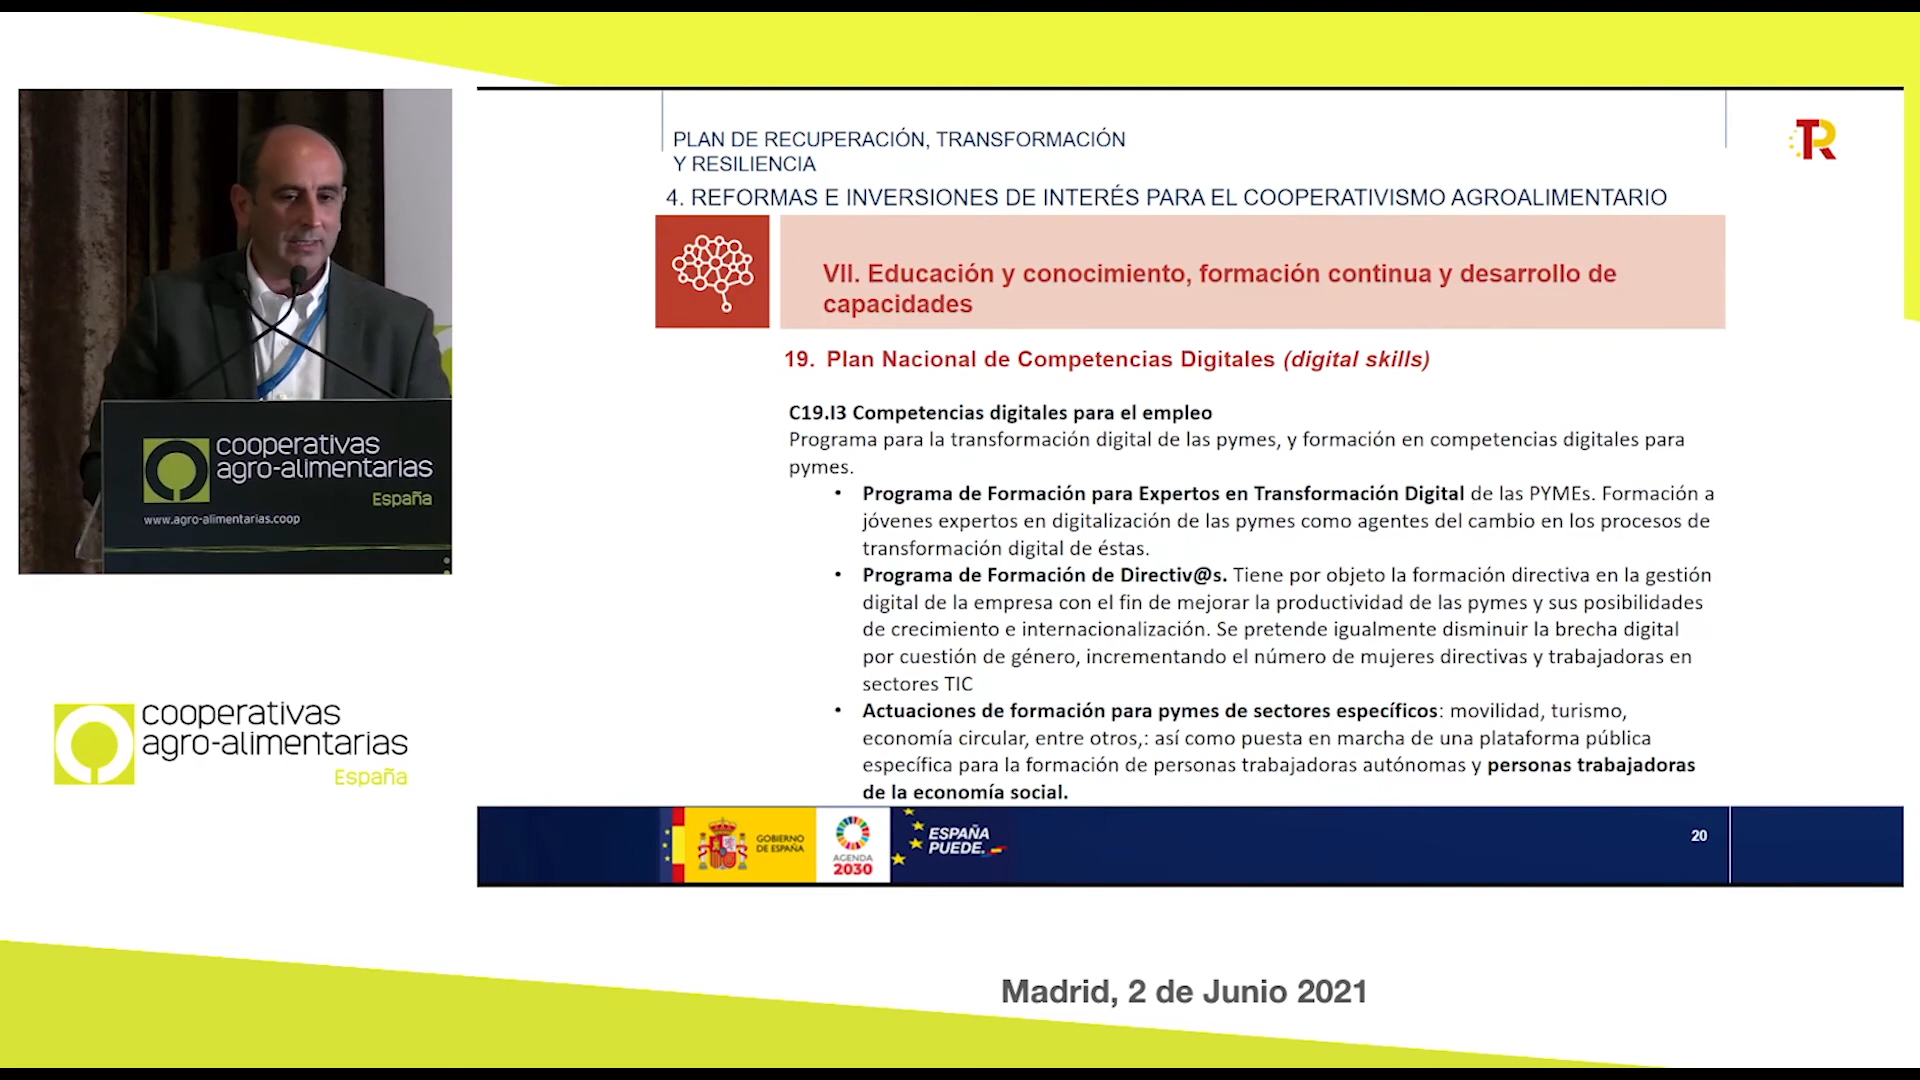 PLAN DE RECUPERACIÓN, TRANSFORMACIÓN
Y RESILIENCIA
TR
4. REFORMAS E INVERSIONES DE INTERÉS PARA EL COOPERATIVISMO AGROALIMENTARIO
VII. Educación y conocimiento, formación continua y desarrollo de
capacidades
19. Plan Nacional de Competencias Digitales (digital skills)
C19.I3 Competencias digitales para el empleo
Programa para la transformación digital de las pymes, y formación en competencias digitales para
pymes.
• Programa de Formación para Expertos en Transformación Digital de las PYMEs. Formación a
jóvenes expertos en digitalización de las pymes como agentes del cambio en los procesos de
transformación digital de éstas.
• Programa de Formación de Directiv@s. Tiene por objeto la formación directiva en la gestión
digital de la empresa con el fin de mejorar la productividad de las pymes y sus posibilidades
de crecimiento e internacionalización. Se pretende igualmente disminuir la brecha digital
por cuestión de género, incrementando el número de mujeres directivas y trabajadoras en
sectores TIC
• Actuaciones de formación para pymes de sectores específicos: movilidad, turismo,
economía circular, entre otros,: así como puesta en marcha de una plataforma pública
específica para la formación de personas trabajadoras autónomas y personas trabajadoras
de la economía social.
GOBIERNO
DE ESPAÑA
AGENDA
2030
ESPAÑA
PUEDE.
20
cooperativas
agro-alimentarias
España
www.agro-alimentarias.coop
cooperativas
agro-alimentarias
España
Madrid, 2 de Junio 2021